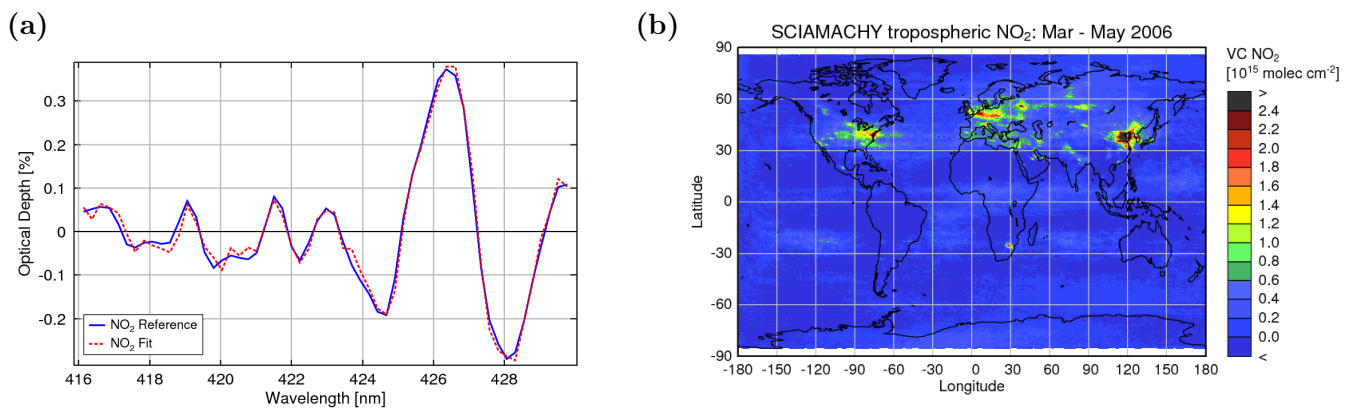 (a)
Optical Depth [%]
0.3
0.2
0.1
0
-0.1
-0.2
416 418 420 422 424 426 428
Wavelength [nm]
NO₂ Reference
NO₂ Fit
(b)
SCIAMACHY tropospheric NO₂: Mar - May 2006
Latitude
90
60
30
0
-30
-60
-90
-180 -150 -120 -90 -60 -30 0 30 60 90 120 150 180
Longitude
VC NO₂
[10¹⁵ molec cm⁻²]
>
2.4
2.2
2.0
1.8
1.6
1.4
1.2
1.0
0.8
0.6
0.4
0.2
0.0
<